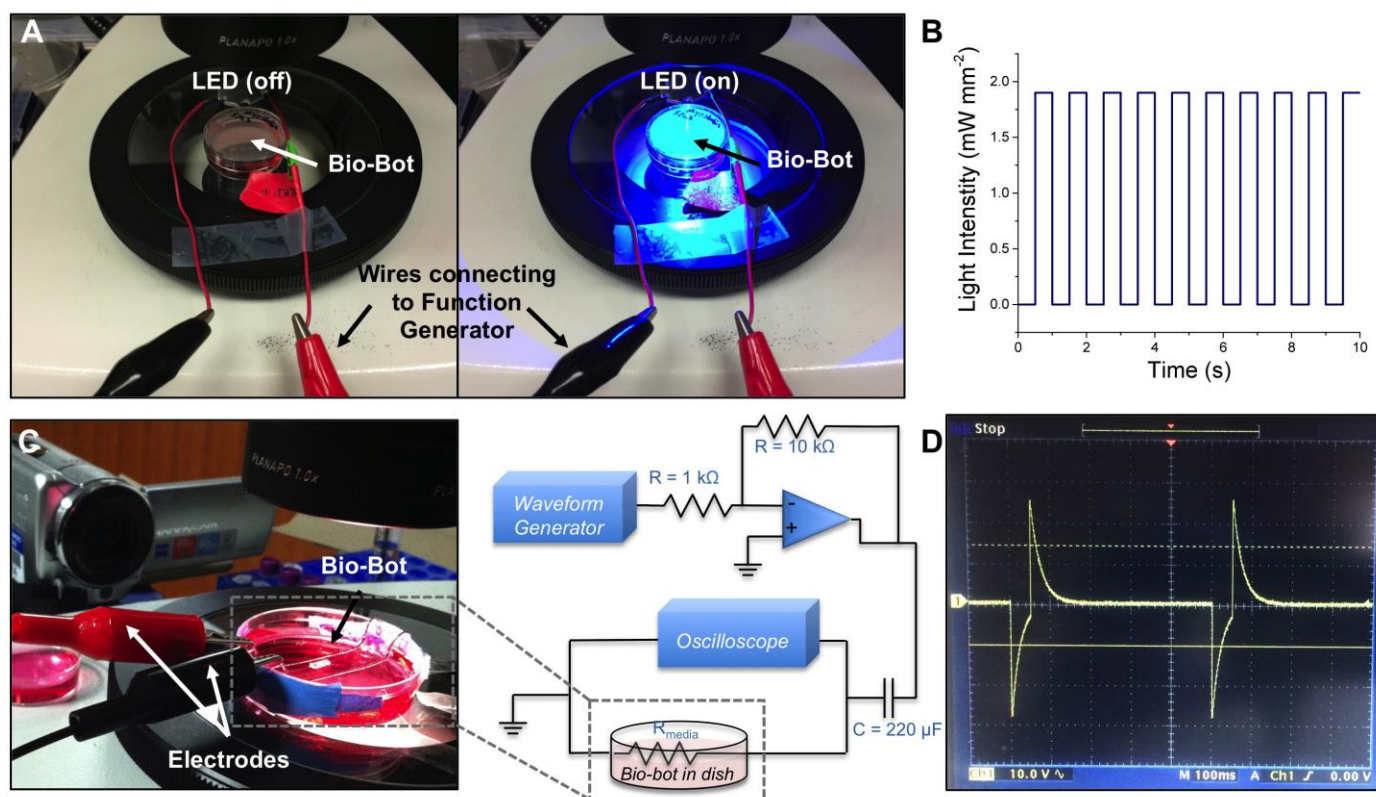 A
PLANAPO 1.0x
LED (off)
Bio-Bot
PLANAPO 1.0x
LED (on)
Bio-Bot
Wires connecting
to Function
Generator
B
Light Intenstity (mW mm-2)
2.0
1.5
1.0
0.5
0.0
0 2 4 6 8 10
Time (s)
C
PLANAPO 1.0x
HANDYCAM
Bio-Bot
Electrodes
R = 10 kΩ
R = 1 kΩ
Waveform
Generator
-
+
Oscilloscope
C = 220 µF
Rmedia
Bio-bot in dish
D
Stop
1
Ch1 10.0 V M 100ms A Ch1 0.00 V